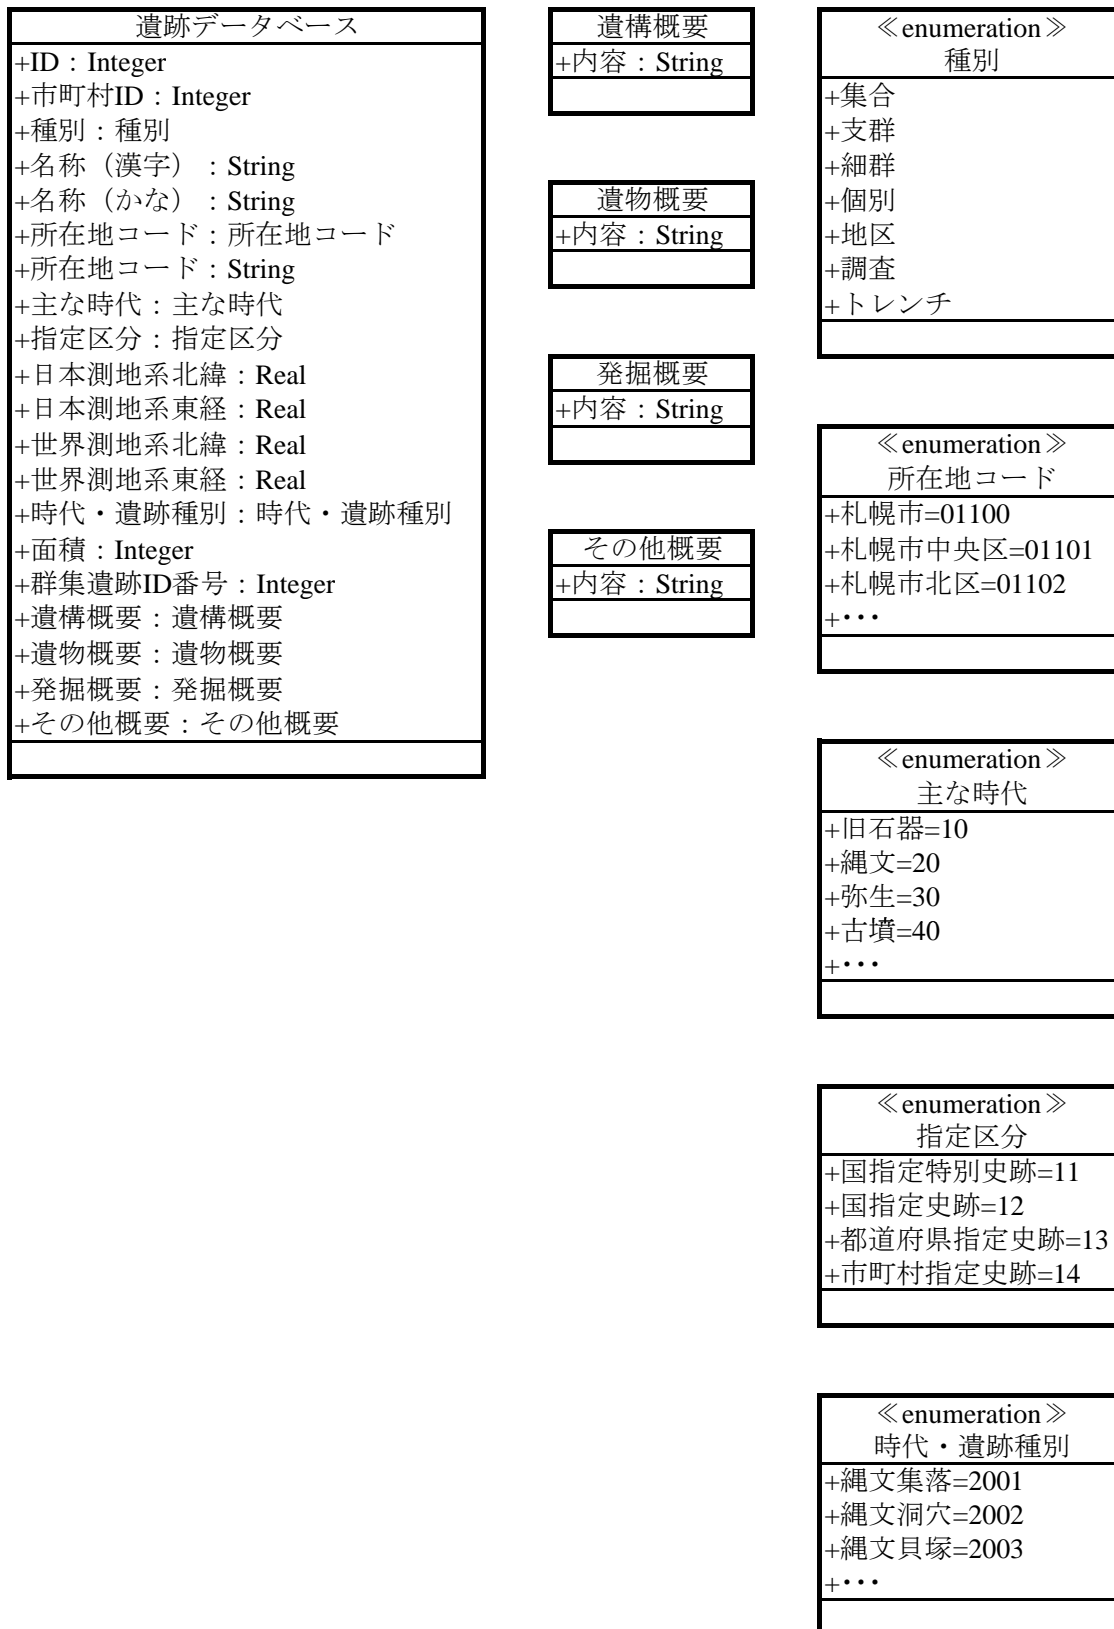 遺跡データベース
+ID：Integer
+市町村ID：Integer
+種別：種別
+名称（漢字）：String
+名称（かな）：String
+所在地コード：所在地コード
+所在地コード：String
+主な時代：主な時代
+指定区分：指定区分
+日本測地系北緯：Real
+日本測地系東経：Real
+世界測地系北緯：Real
+世界測地系東経：Real
+時代・遺跡種別：時代・遺跡種別
+面積：Integer
+群集遺跡ID番号：Integer
+遺構概要：遺構概要
+遺物概要：遺物概要
+発掘概要：発掘概要
+その他概要：その他概要
遺構概要
+内容：String
遺物概要
+内容：String
発掘概要
+内容：String
その他概要
+内容：String
≪enumeration≫
種別
+集合
+支群
+細群
+個別
+地区
+調査
+トレンチ
≪enumeration≫
所在地コード
+札幌市=01100
+札幌市中央区=01101
+札幌市北区=01102
+･･･
≪enumeration≫
主な時代
+旧石器=10
+縄文=20
+弥生=30
+古墳=40
+･･･
≪enumeration≫
指定区分
+国指定特別史跡=11
+国指定史跡=12
+都道府県指定史跡=13
+市町村指定史跡=14
≪enumeration≫
時代・遺跡種別
+縄文集落=2001
+縄文洞穴=2002
+縄文貝塚=2003
+･･･